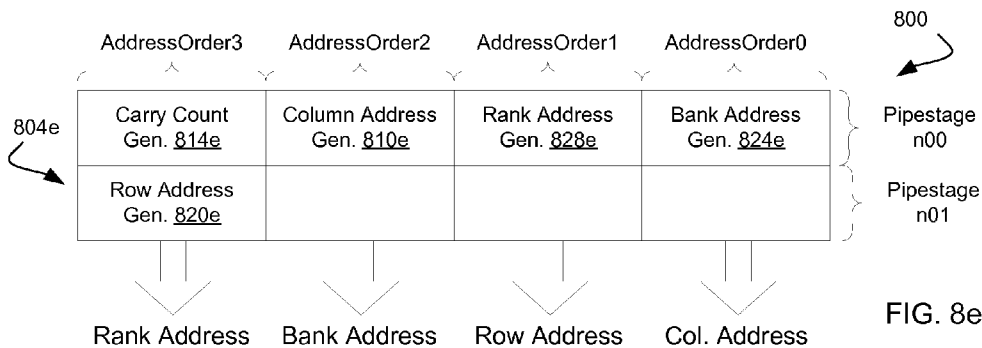 800
AddressOrder3 AddressOrder2 AddressOrder1 AddressOrder0
804e
Carry Count Gen. 814e
Column Address Gen. 810e
Rank Address Gen. 828e
Bank Address Gen. 824e
Pipestage n00
Row Address Gen. 820e
Pipestage n01
Rank Address Bank Address Row Address Col. Address
FIG. 8e